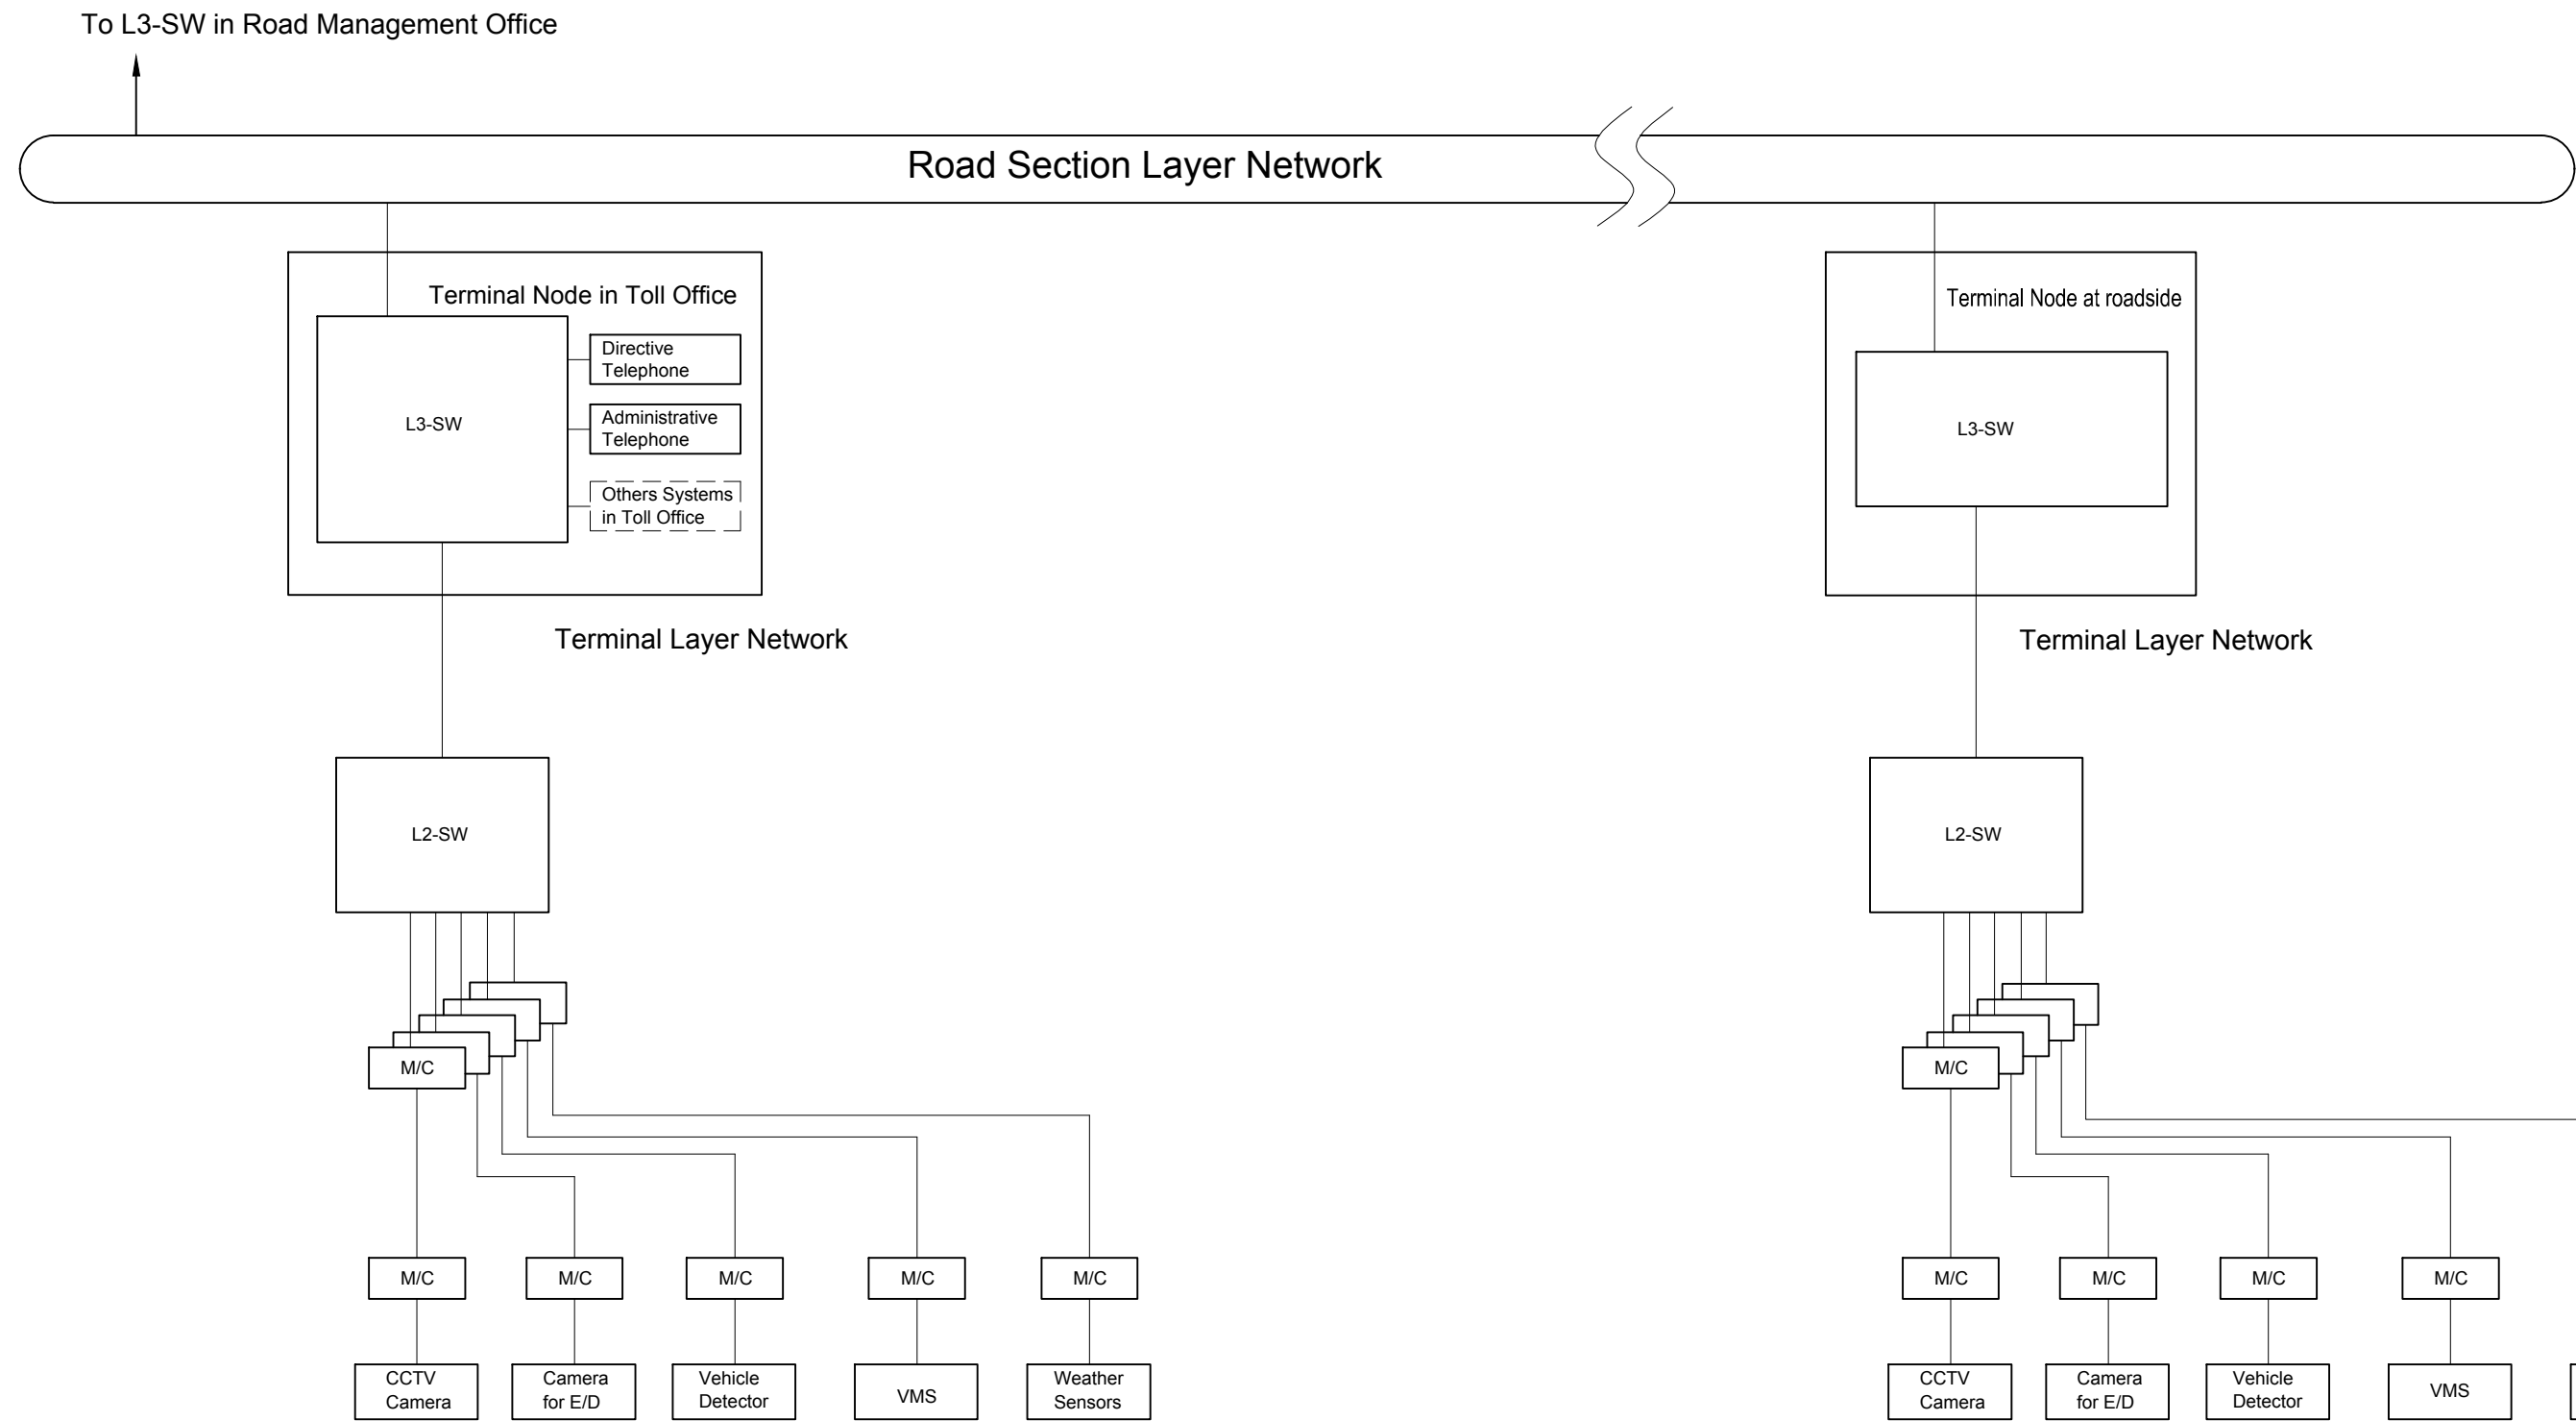 To L3-SW in Road Management Office
Road Section Layer Network
Terminal Node in Toll Office
Directive
Telephone
L3-SW
Administrative
Telephone
Others Systems
in Toll Office
Terminal Node at roadside
L3-SW
Terminal Layer Network
Terminal Layer Network
L2-SW
L2-SW
M/C
M/C
M/C
M/C
M/C
M/C
M/C
M/C
M/C
M/C
M/C
CCTV
Camera
Camera
for E/D
Vehicle
Detector
VMS
Weather
Sensors
CCTV
Camera
Camera
for E/D
Vehicle
Detector
VMS